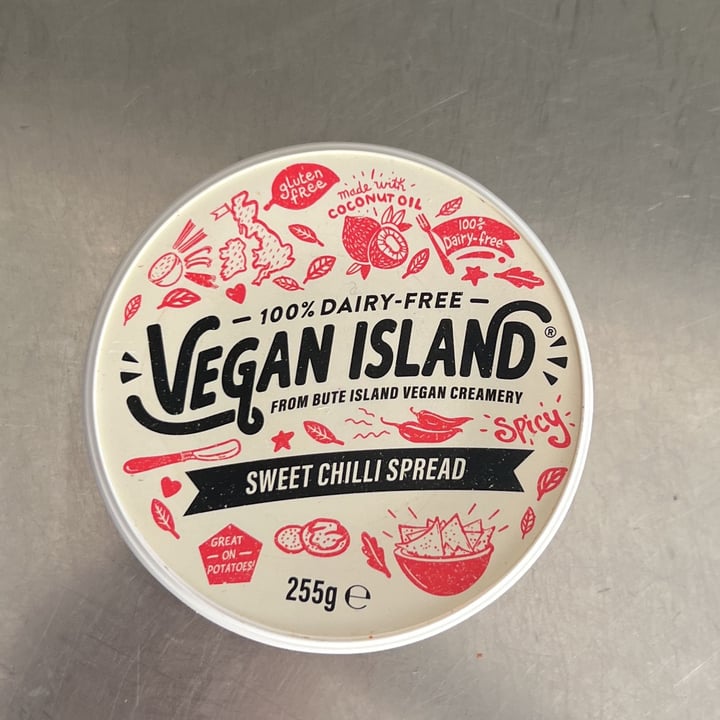 gluten
free
made with
COCONUT OIL
100%
Dairy-free
100% DAIRY-FREE
VEGAN ISLAND®
FROM BUTE ISLAND VEGAN CREAMERY
Spicy
SWEET CHILLI SPREAD
GREAT
- ON -
POTATOES!
255g ℮